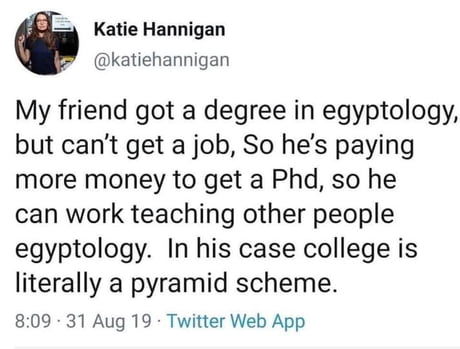 Katie Hannigan
@katiehannigan
My friend got a degree in egyptology,
but can't get a job, So he's paying
more money to get a Phd, so he
can work teaching other people
egyptology.  In his case college is
literally a pyramid scheme.
8:09 · 31 Aug 19 · Twitter Web App